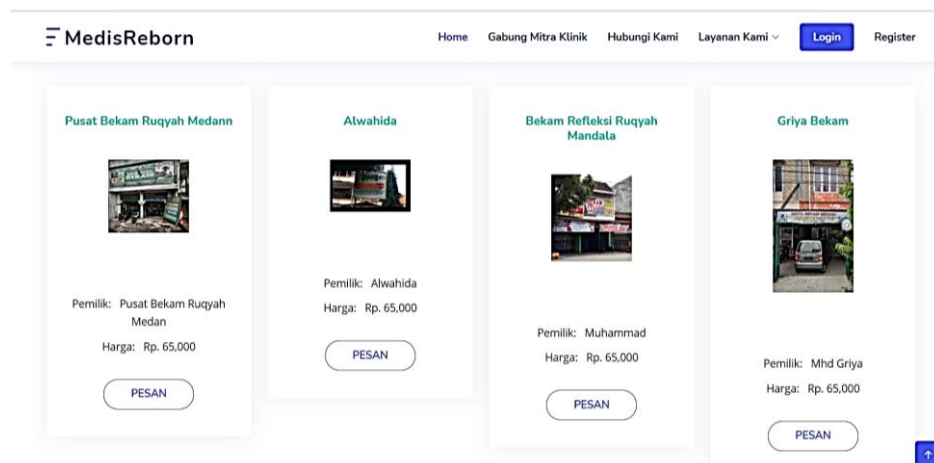 MedisReborn
Home Gabung Mitra Klinik Hubungi Kami Layanan Kami Login Register
Pusat Bekam Ruqyah Medann
Pemilik: Pusat Bekam Ruqyah
Medan
Harga: Rp. 65,000
PESAN
Alwahida
Pemilik: Alwahida
Harga: Rp. 65,000
PESAN
Bekam Refleksi Ruqyah
Mandala
Pemilik: Muhammad
Harga: Rp. 65,000
PESAN
Griya Bekam
Pemilik: Mhd Griya
Harga: Rp. 65,000
PESAN